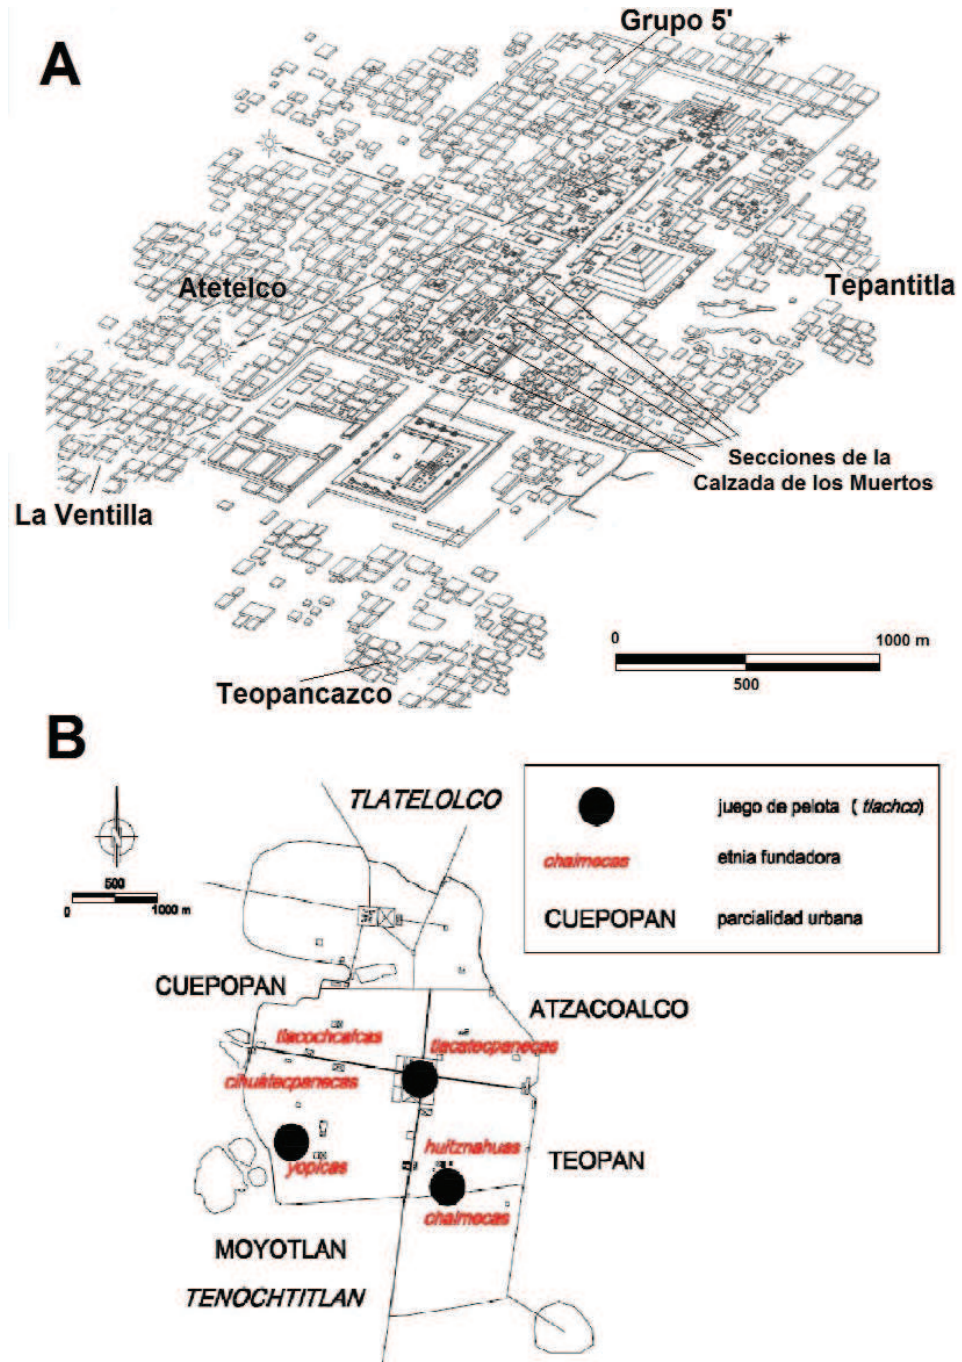 A
Grupo 5'
Atetelco
Tepantitla
Secciones de la
Calzada de los Muertos
La Ventilla
Teopancazco
0
1000 m
500
B
TLATELOLCO
juego de pelota ( tlachco)
chalmecas
etnia fundadora
CUEPOPAN
parcialidad urbana
500
0
1000 m
CUEPOPAN
ATZACOALCO
tlacochcalcas
tlacatecpanecas
cihuatecpanecas
huitznahuas
TEOPAN
yopicas
chalmecas
MOYOTLAN
TENOCHTITLAN